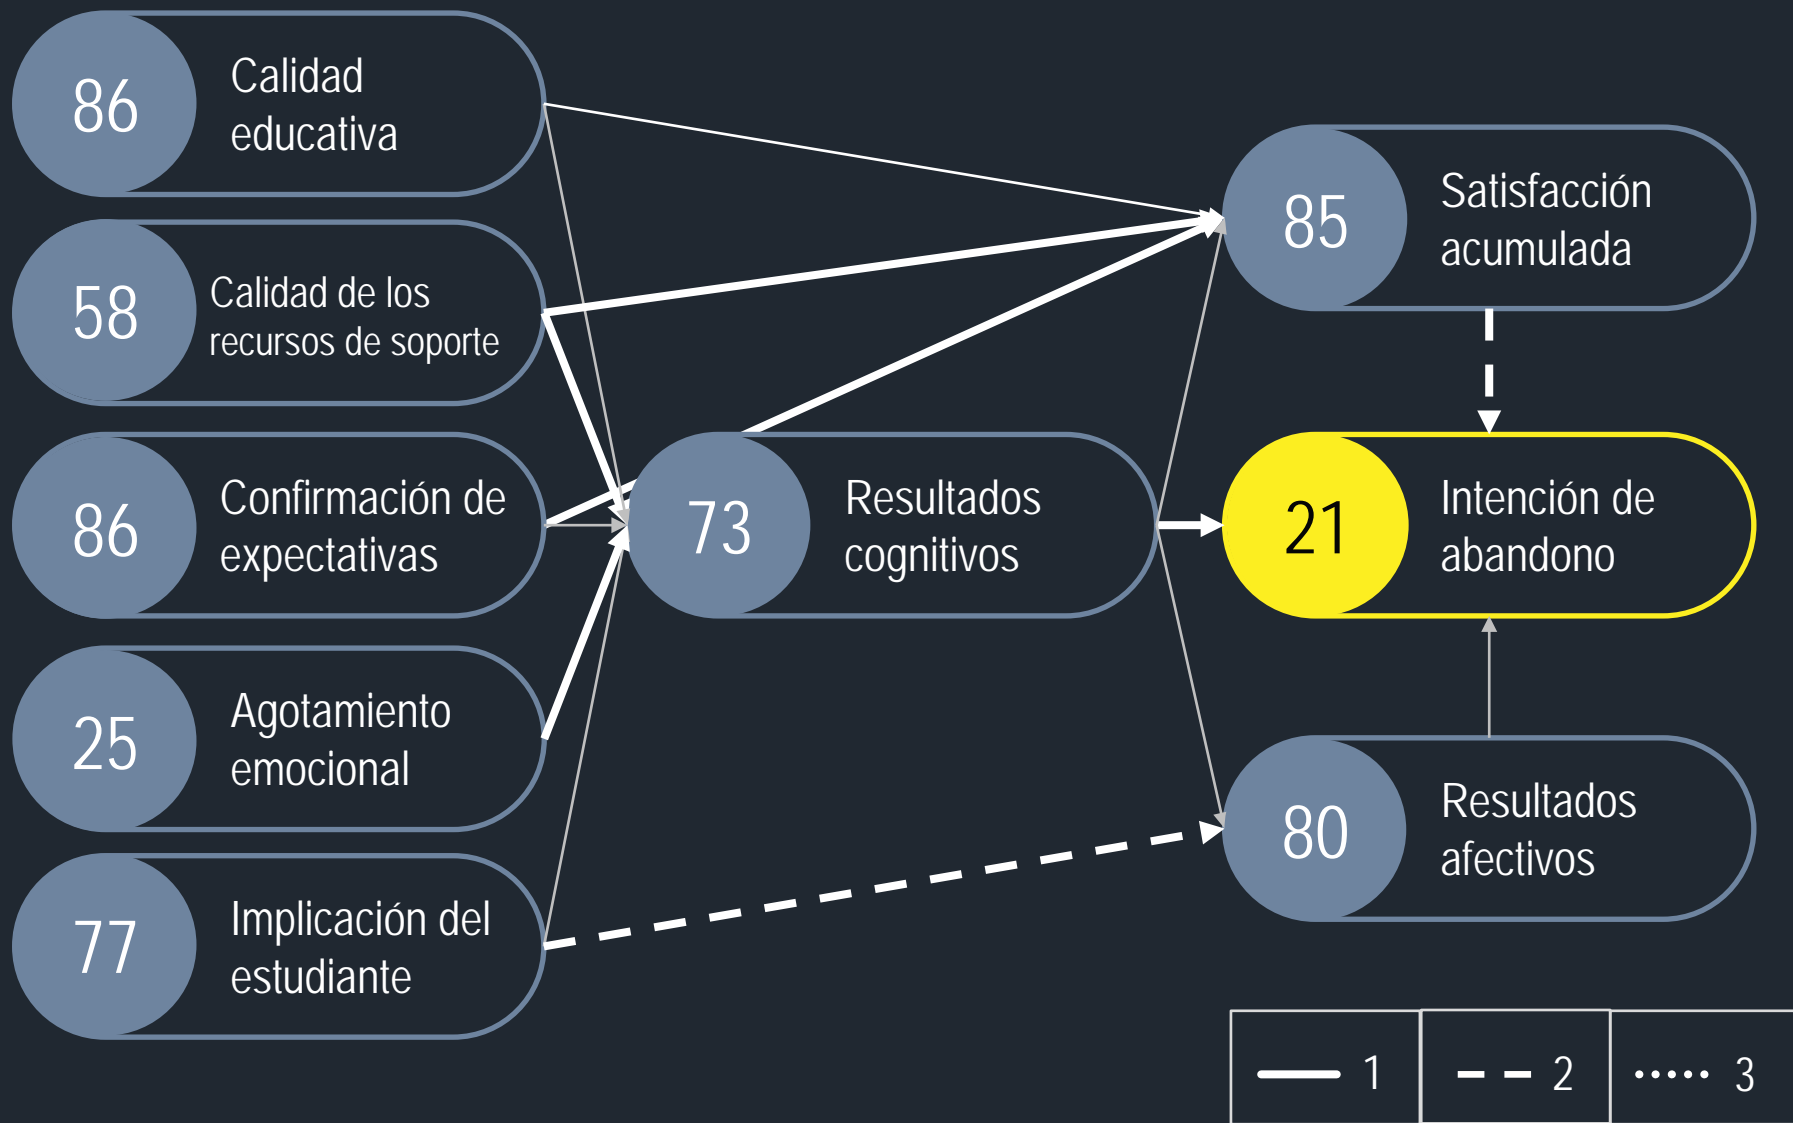 86
Calidad
educativa
58
Calidad de los
recursos de soporte
86
Confirmación de
expectativas
25
Agotamiento
emocional
77
Implicación del
estudiante
73
Resultados
cognitivos
85
Satisfacción
acumulada
21
Intención de
abandono
80
Resultados
afectivos
1
2
3